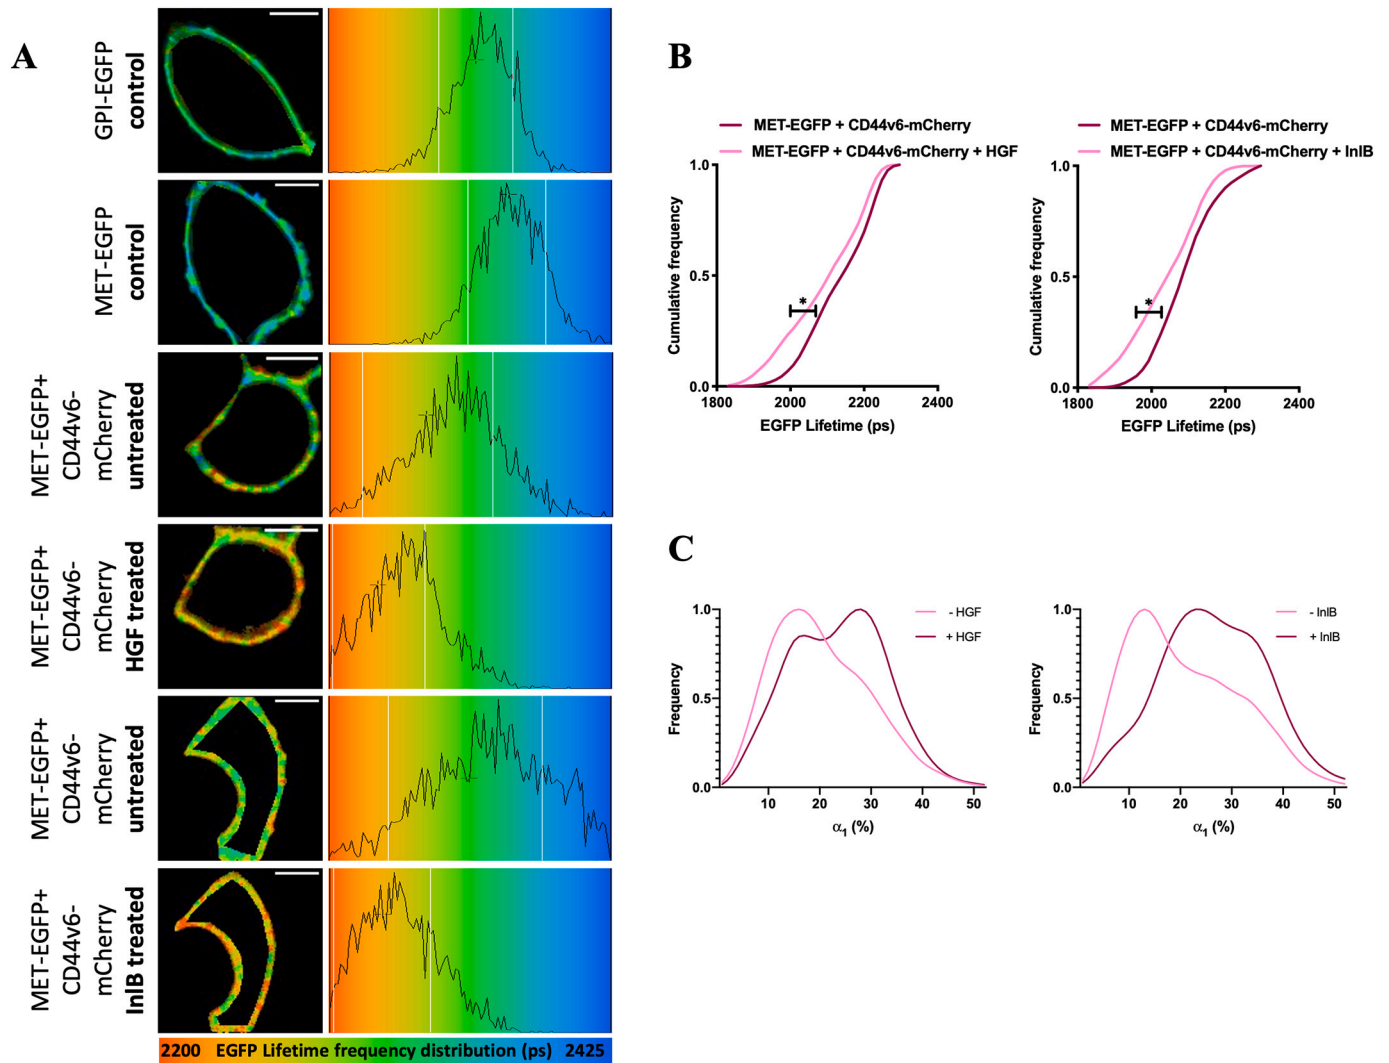 A
GPI-EGFP
control
MET-EGFP
control
MET-EGFP+
CD44v6-
mCherry
untreated
MET-EGFP+
CD44v6-
mCherry
HGF treated
MET-EGFP+
CD44v6-
mCherry
untreated
MET-EGFP+
CD44v6-
mCherry
InlB treated
2200 EGFP Lifetime frequency distribution (ps) 2425
B
MET-EGFP + CD44v6-mCherry
MET-EGFP + CD44v6-mCherry + HGF
Cumulative frequency
1.0
0.5
0.0
*
1800 2000 2200 2400
EGFP Lifetime (ps)
MET-EGFP + CD44v6-mCherry
MET-EGFP + CD44v6-mCherry + InlB
Cumulative frequency
1.0
0.5
0.0
*
1800 2000 2200 2400
EGFP Lifetime (ps)
C
- HGF
+ HGF
Frequency
1.0
0.5
0.0
10 20 30 40 50
α₁ (%)
- InlB
+ InlB
Frequency
1.0
0.5
0.0
10 20 30 40 50
α₁ (%)